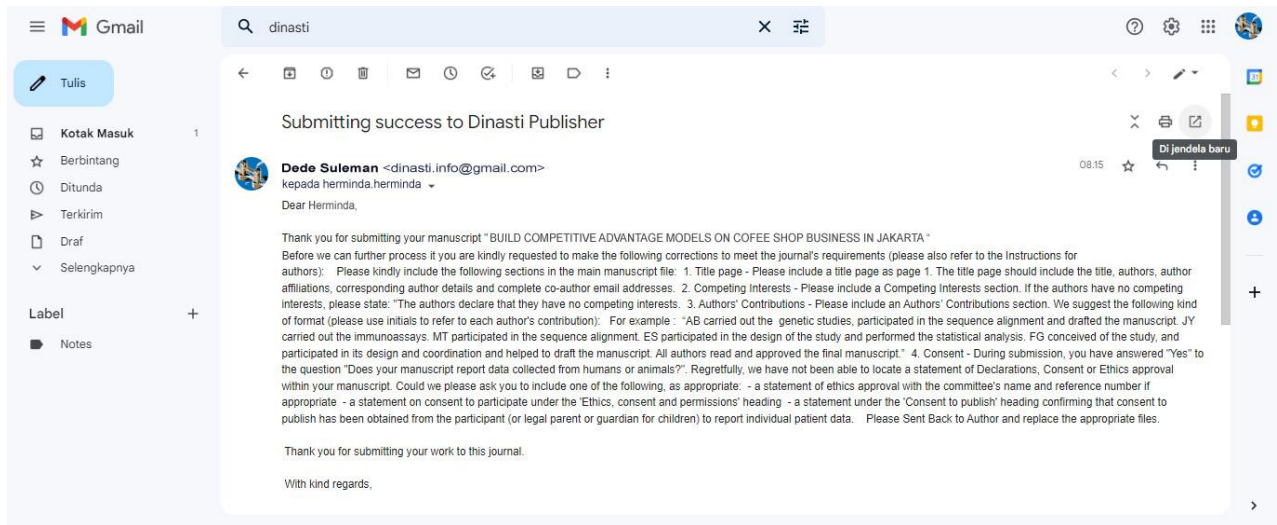 Gmail
dinasti
Tulis
Kotak Masuk 1
Berbintang
Ditunda
Terkirim
Draf
Selengkapnya
Label
Notes
Submitting success to Dinasti Publisher
Di jendela baru
Dede Suleman <dinasti.info@gmail.com>
08.15
kepada herminda.herminda
Dear Herminda,
Thank you for submitting your manuscript "BUILD COMPETITIVE ADVANTAGE MODELS ON COFEE SHOP BUSINESS IN JAKARTA "
Before we can further process it you are kindly requested to make the following corrections to meet the journal's requirements (please also refer to the Instructions for
authors): Please kindly include the following sections in the main manuscript file: 1. Title page - Please include a title page as page 1. The title page should include the title, authors, author
affiliations, corresponding author details and complete co-author email addresses. 2. Competing Interests - Please include a Competing Interests section. If the authors have no competing
interests, please state: "The authors declare that they have no competing interests. 3. Authors' Contributions - Please include an Authors' Contributions section. We suggest the following kind
of format (please use initials to refer to each author's contribution): For example : "AB carried out the genetic studies, participated in the sequence alignment and drafted the manuscript. JY
carried out the immunoassays. MT participated in the sequence alignment. ES participated in the design of the study and performed the statistical analysis. FG conceived of the study, and
participated in its design and coordination and helped to draft the manuscript. All authors read and approved the final manuscript." 4. Consent - During submission, you have answered "Yes" to
the question "Does your manuscript report data collected from humans or animals?". Regretfully, we have not been able to locate a statement of Declarations, Consent or Ethics approval
within your manuscript. Could we please ask you to include one of the following, as appropriate: - a statement of ethics approval with the committee's name and reference number if
appropriate - a statement on consent to participate under the 'Ethics, consent and permissions' heading - a statement under the 'Consent to publish' heading confirming that consent to
publish has been obtained from the participant (or legal parent or guardian for children) to report individual patient data. Please Sent Back to Author and replace the appropriate files.
Thank you for submitting your work to this journal.
With kind regards,
31